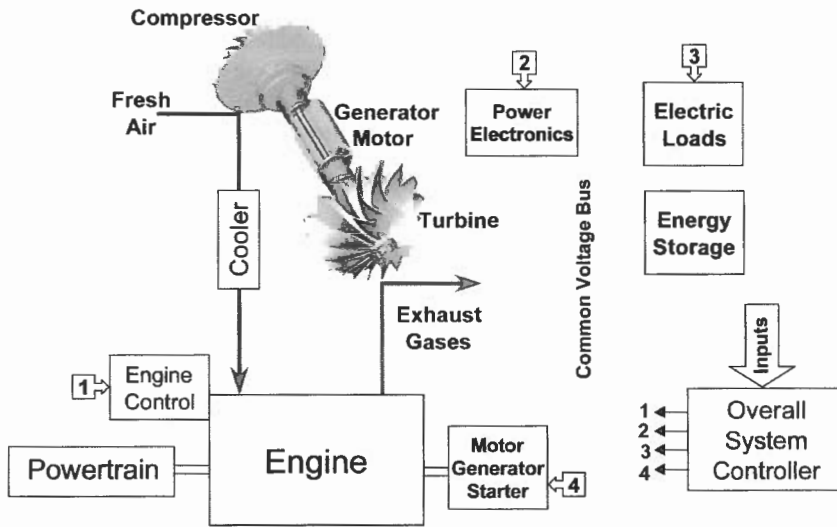 Compressor
Fresh
Air
Generator
Motor
2
Power
Electronics
3
Electric
Loads
Cooler
Turbine
Energy
Storage
Common Voltage Bus
Exhaust
Gases
Inputs
1
Engine
Control
Powertrain
Engine
Motor
Generator
Starter
4
1
2
3
4
Overall
System
Controller